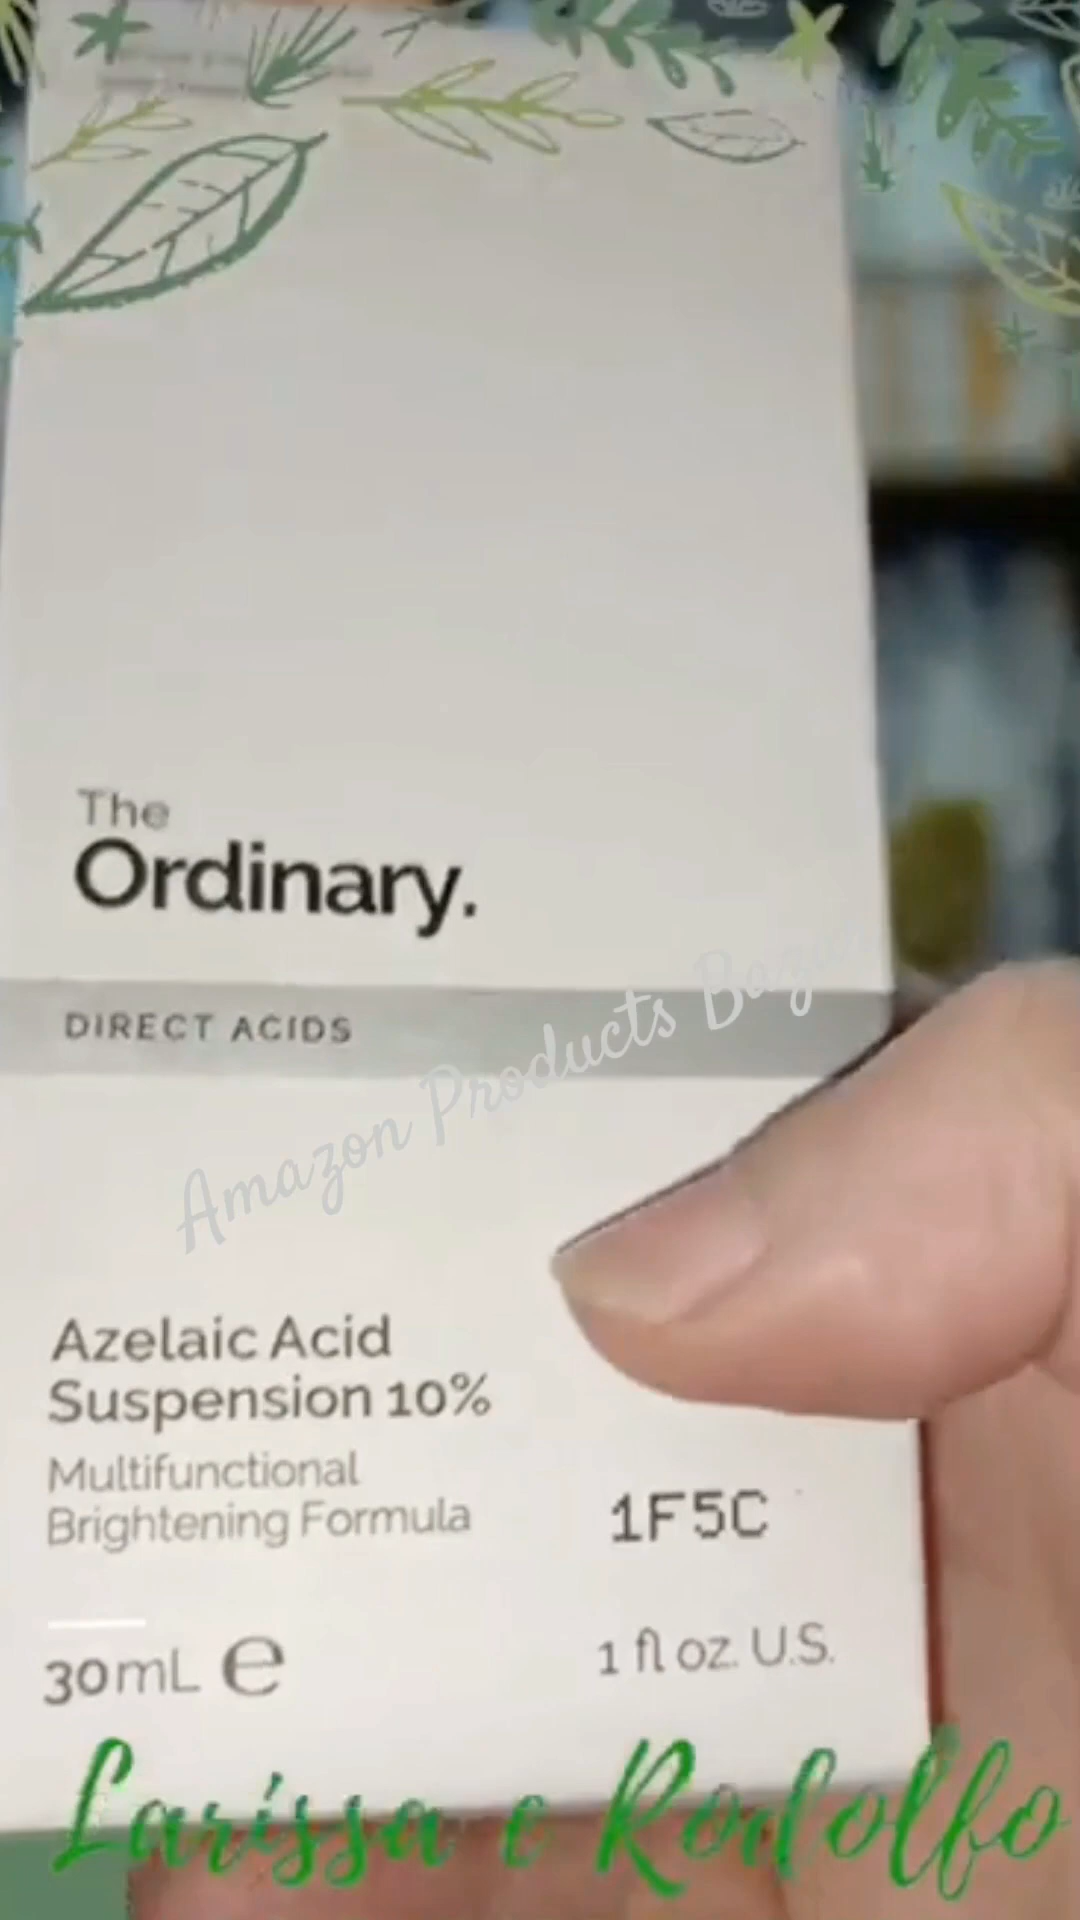 The
Ordinary.
DIRECT ACIDS
Amazon Products
Azelaic Acid
Suspension 10%
Multifunctional
Brightening Formula
1F5C
30mL e
1 fl oz. U.S.
Larissa e Rodolfo